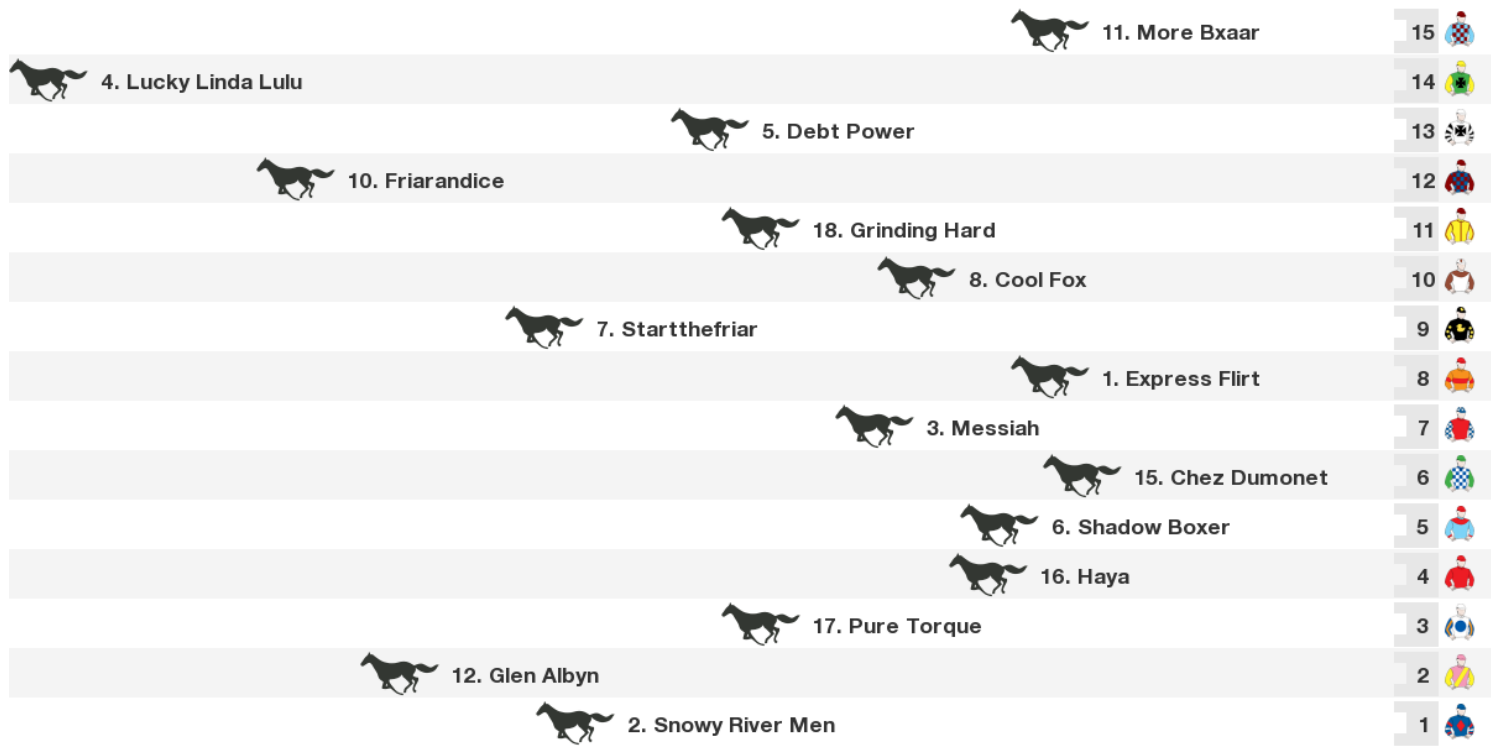 11. More Bxaar 15
4. Lucky Linda Lulu 14
5. Debt Power 13
10. Friarandice 12
18. Grinding Hard 11
8. Cool Fox 10
7. Startthefriar 9
1. Express Flirt 8
3. Messiah 7
15. Chez Dumonet 6
6. Shadow Boxer 5
16. Haya 4
17. Pure Torque 3
12. Glen Albyn 2
2. Snowy River Men 1